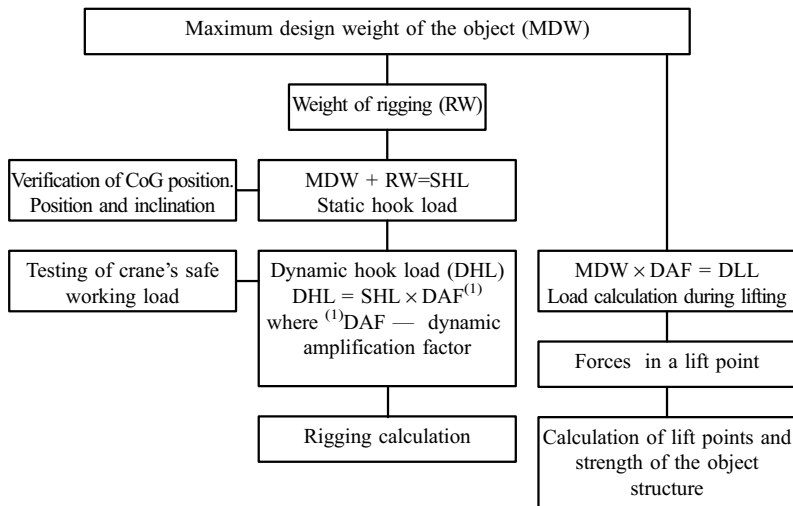 Maximum design weight of the object (MDW)
Weight of rigging (RW)
Verification of CoG position.
Position and inclination
MDW + RW=SHL
Static hook load
Testing of crane's safe
working load
Dynamic hook load (DHL)
DHL = SHL × DAF⁽¹⁾
where ⁽¹⁾DAF — dynamic
amplification factor
MDW × DAF = DLL
Load calculation during lifting
Forces in a lift point
Rigging calculation
Calculation of lift points and
strength of the object
structure